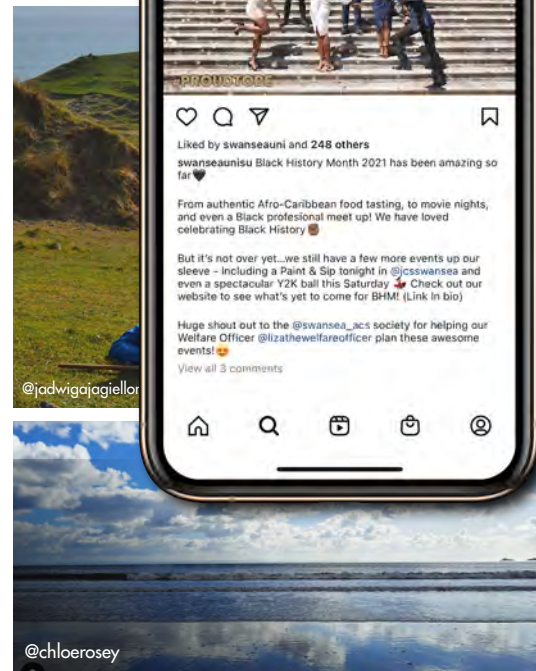 PROUDTOBE
Liked by swanseauni and 248 others
swanseaunisu Black History Month 2021 has been amazing so
far🖤
From authentic Afro-Caribbean food tasting, to movie nights,
and even a Black profesional meet up! We have loved
celebrating Black History✊🏿
But it's not over yet...we still have a few more events up our
sleeve - including a Paint & Sip tonight in @jcsswansea and
even a spectacular Y2K ball this Saturday 💃 Check out our
website to see what's yet to come for BHM! (Link In bio)
Huge shout out to the @swansea_acs society for helping our
Welfare Officer @lizathewelfareofficer plan these awesome
events!😍
View all 3 comments
@jadwigajagiellor
@chloerosey